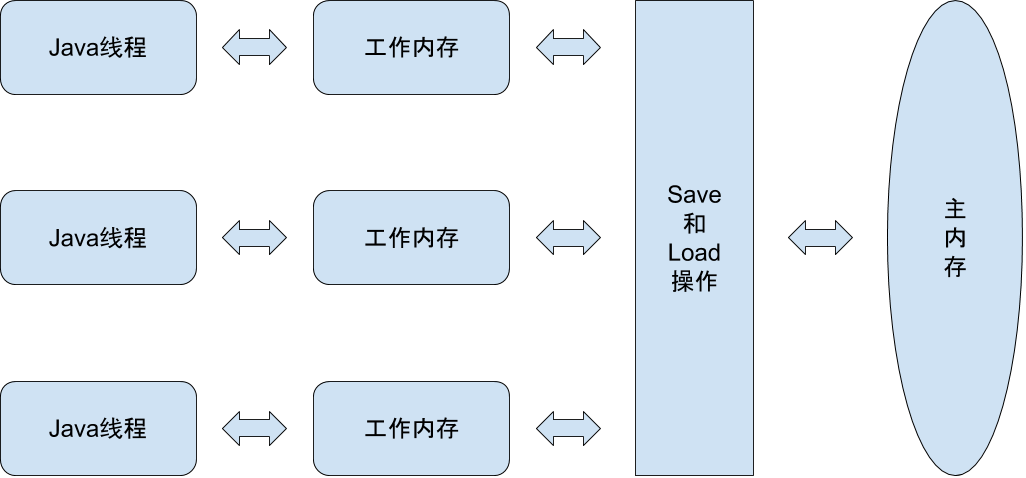 Java线程
工作内存
Java线程
工作内存
Java线程
工作内存
Save
和
Load
操作
主
内
存